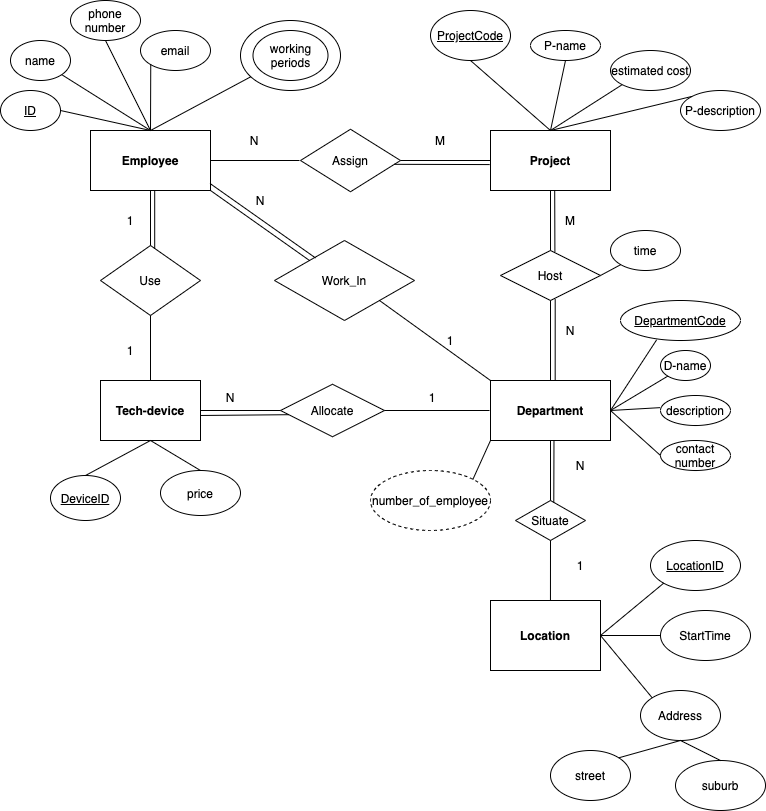 phone
number
ProjectCode
name
email
working
periods
P-name
estimated cost
ID
P-description
Employee
N
Assign
M
Project
1
N
M
Use
Work_In
Host
time
1
1
N
DepartmentCode
D-name
Tech-device
N
Allocate
1
Department
description
contact
number
DeviceID
price
number_of_employee
N
Situate
1
LocationID
Location
StartTime
Address
street
suburb